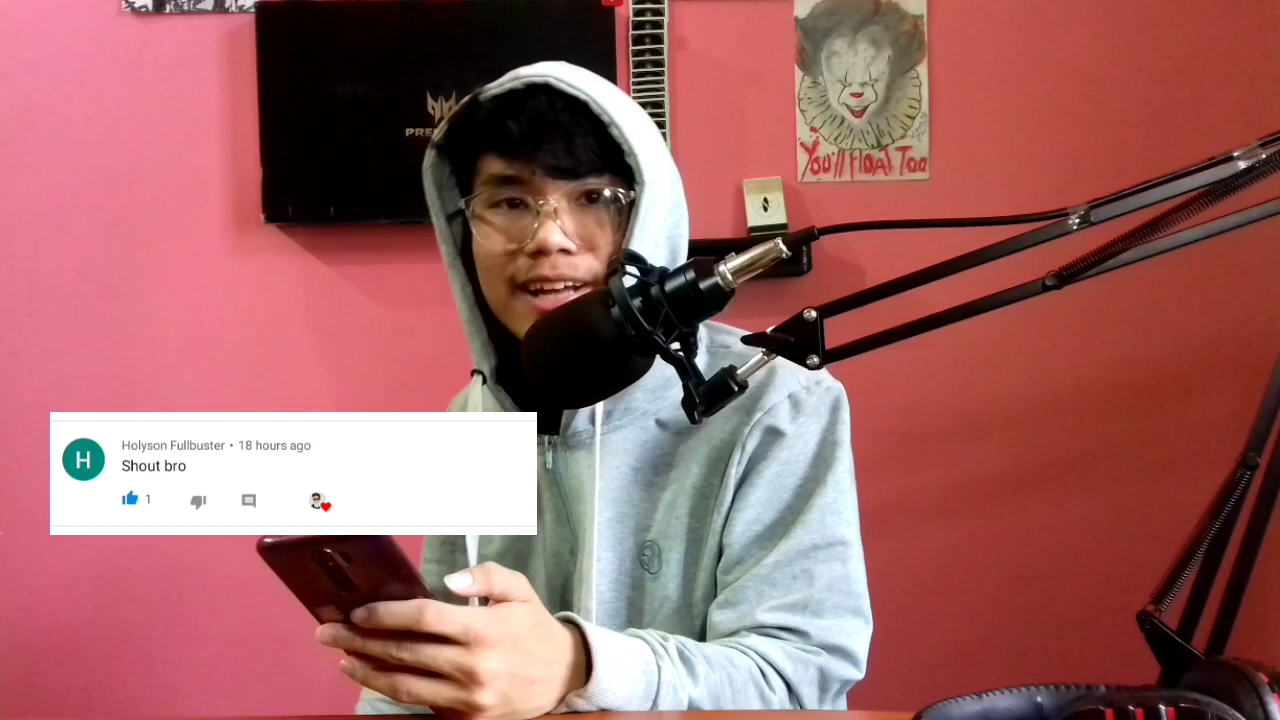 PRE
You'll Float Too
H
Holyson Fullbuster • 18 hours ago
Shout bro
1